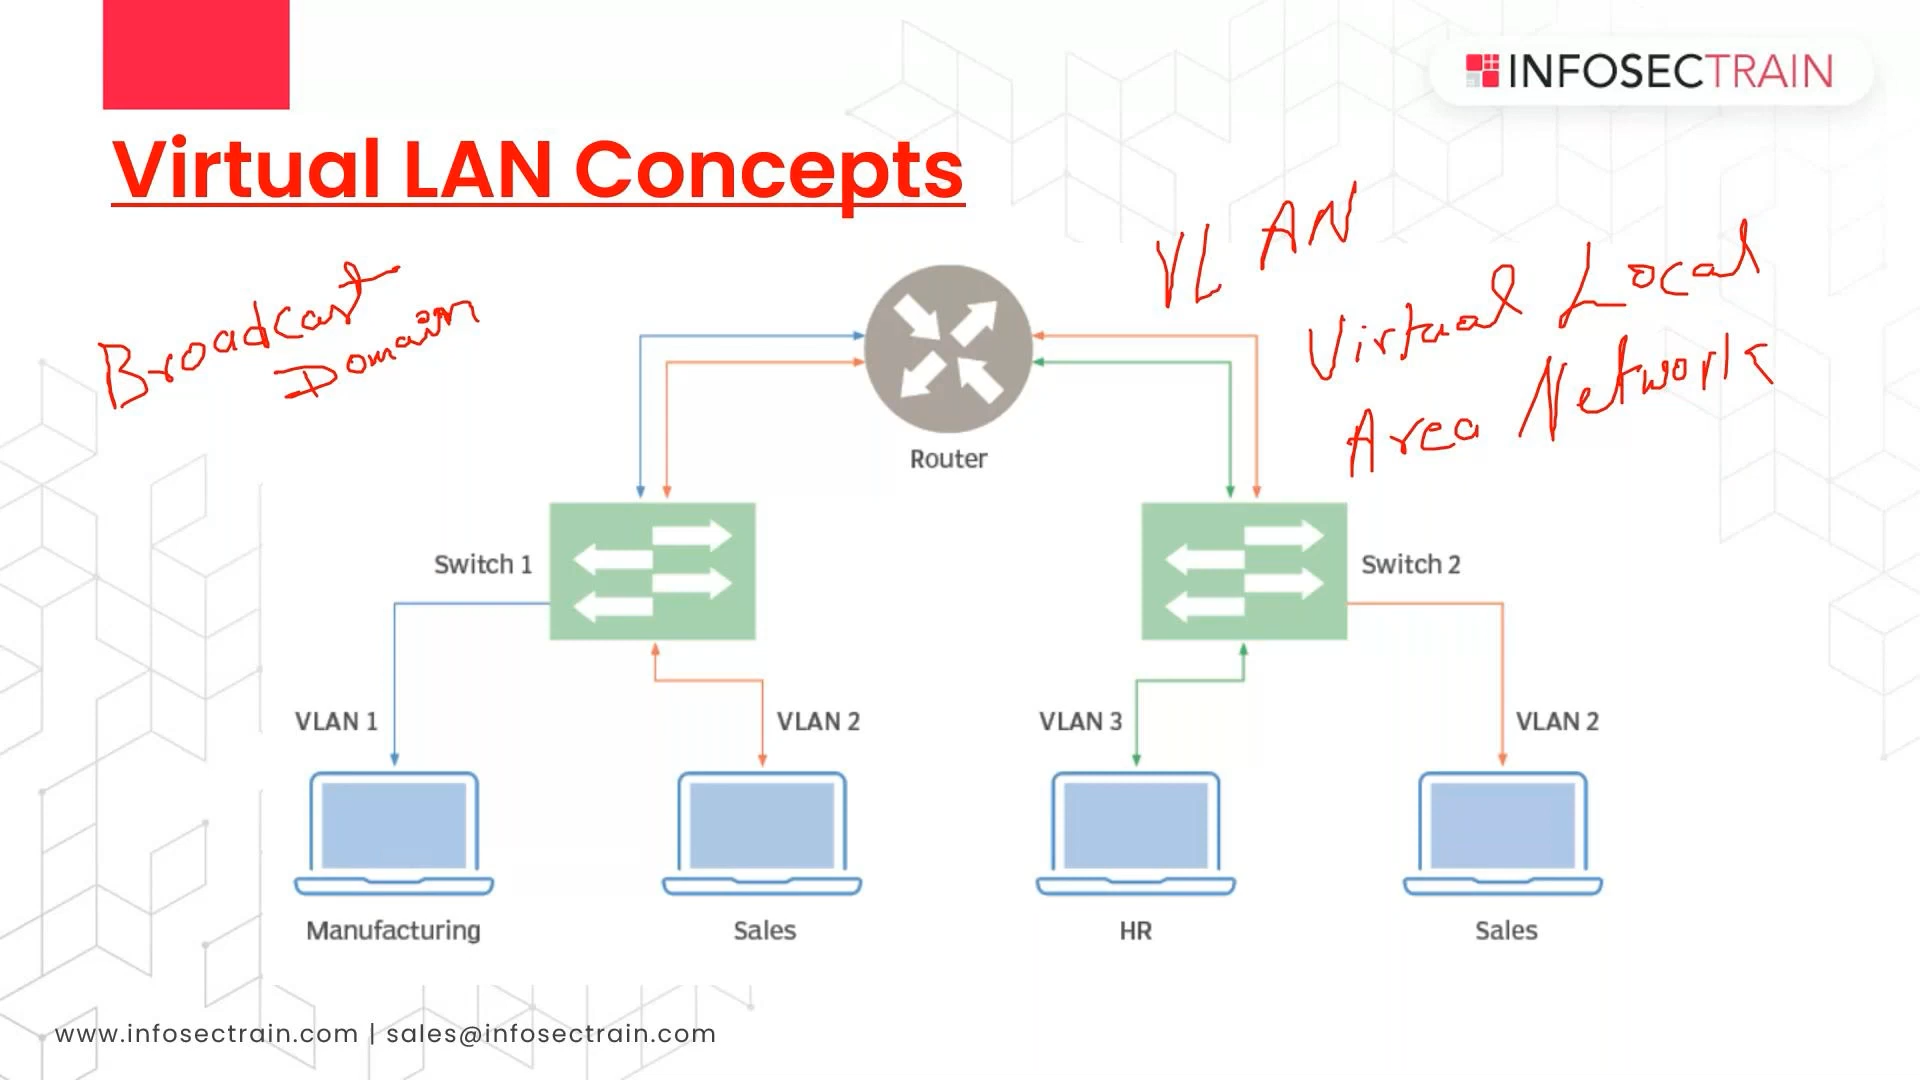 INFOSECTRAIN
Virtual LAN Concepts
VLAN
Virtual Local
Area Network
Broadcast
Domain
Router
Switch 1
Switch 2
VLAN 1
VLAN 2
VLAN 3
VLAN 2
Manufacturing
Sales
HR
Sales
www.infosectrain.com | sales@infosectrain.com